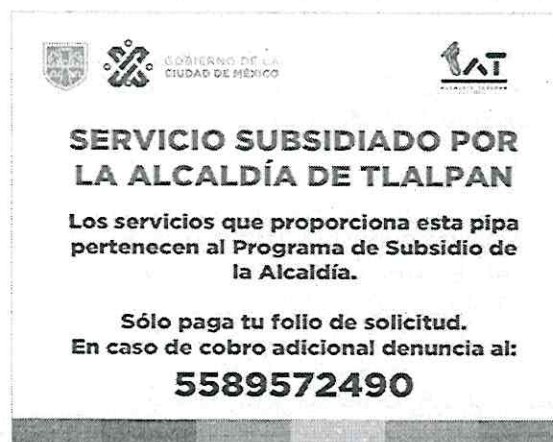 GOBIERNO DE LA
CIUDAD DE MÉXICO
SERVICIO SUBSIDIADO POR
LA ALCALDÍA DE TLALPAN
Los servicios que proporciona esta pipa
pertenecen al Programa de Subsidio de
la Alcaldía.
Sólo paga tu folio de solicitud.
En caso de cobro adicional denuncia al:
5589572490